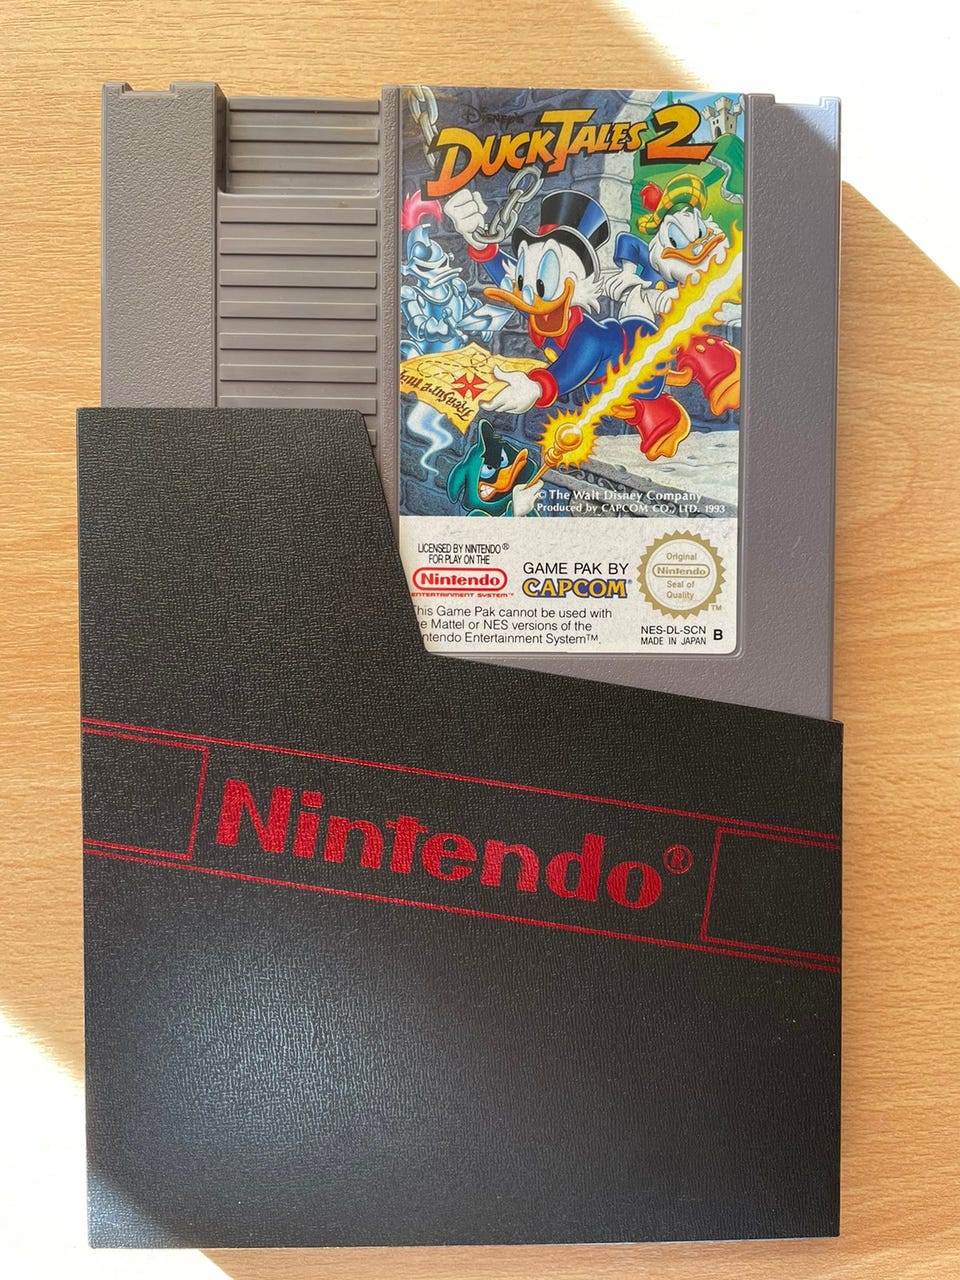 Disney's
DUCKTALES 2
Treasure Map
© The Walt Disney Company
Produced by CAPCOM CO., LTD. 1993
LICENSED BY NINTENDO®
FOR PLAY ON THE
Nintendo
ENTERTAINMENT SYSTEM™
GAME PAK BY
CAPCOM®
Original
Nintendo
Seal of
Quality
TM
This Game Pak cannot be used with
e Mattel or NES versions of the
ntendo Entertainment System™.
NES-DL-SCN B
MADE IN JAPAN
Nintendo®